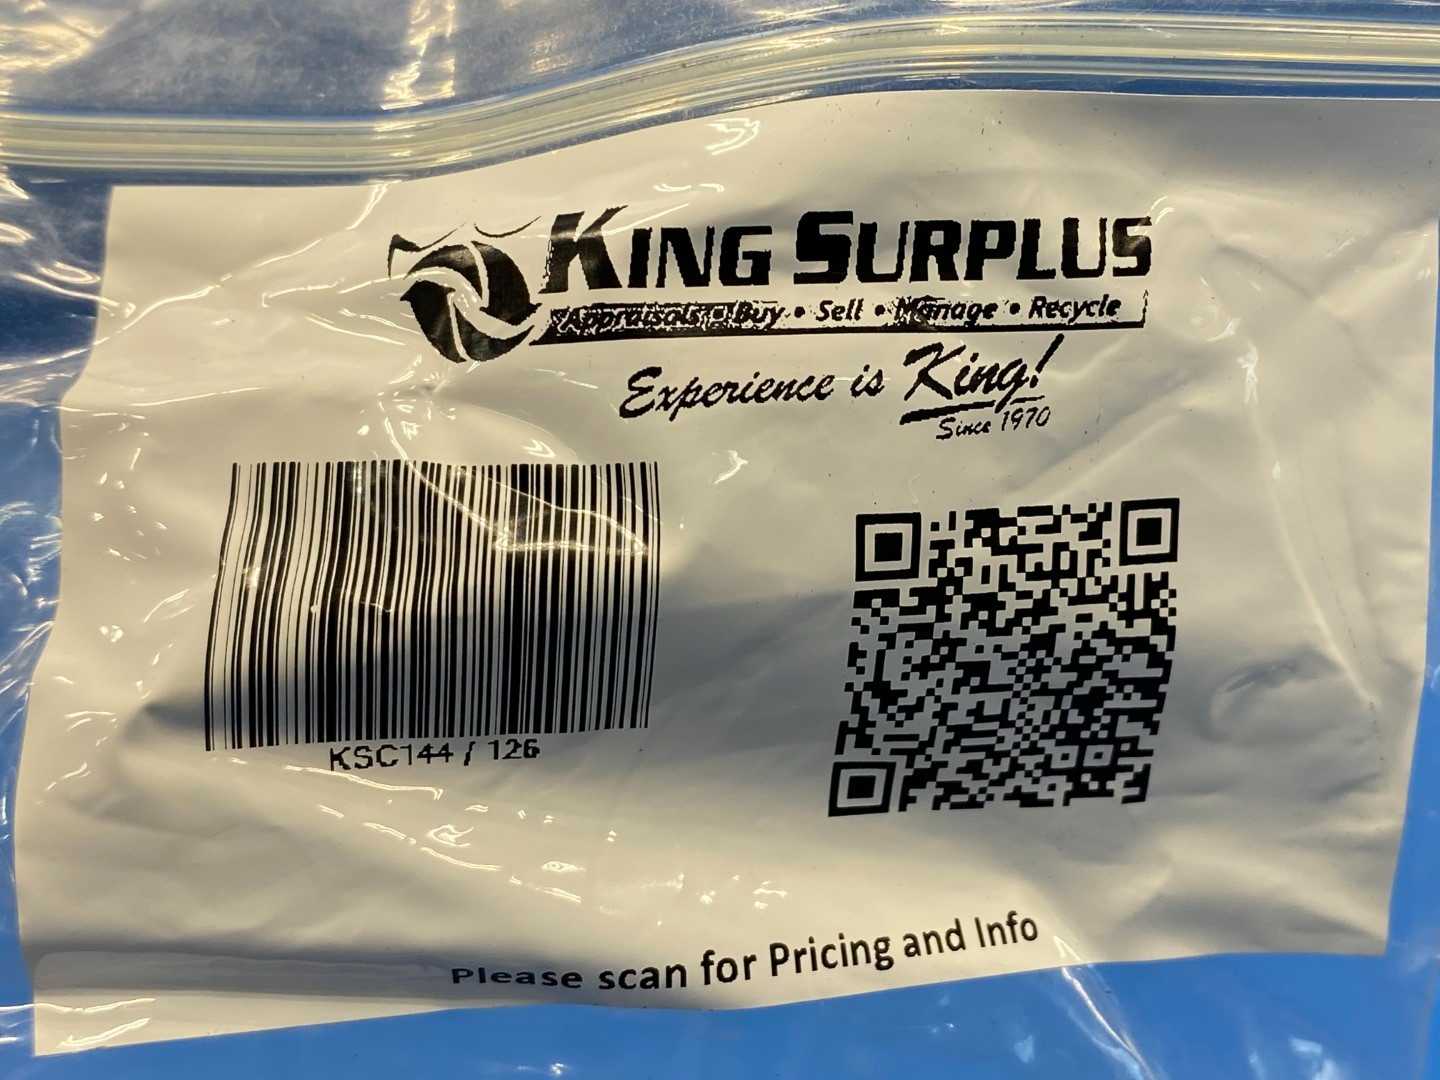 KING SURPLUS
Appraisals • Buy • Sell • Manage • Recycle
Experience is King!
Since 1970
KSC144 / 126
Please scan for Pricing and Info